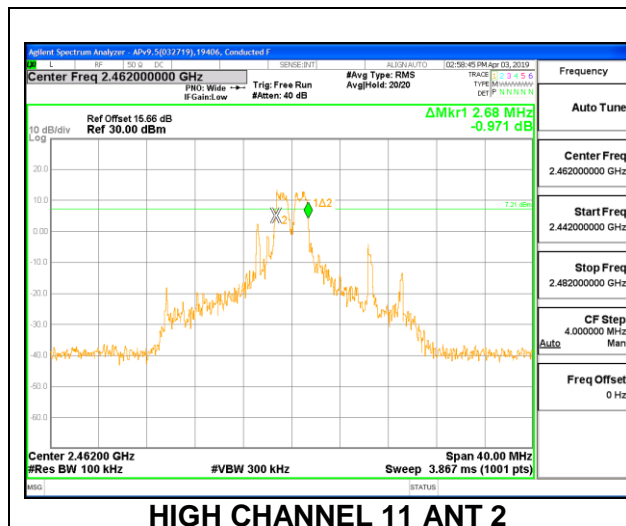 Agilent Spectrum Analyzer - APv9.5(032719),19406, Conducted F
L RF 50 Ω DC SENSE:INT ALIGNAUTO 02:58:45 PM Apr 03, 2019
Center Freq 2.462000000 GHz
#Avg Type: RMS
TRACE 1 2 3 4 5 6
PNO: Wide Trig: Free Run Avg|Hold: 20/20
TYPE MWWWWW
IFGain:Low #Atten: 40 dB
DET P N N N N N
ΔMkr1 2.68 MHz
-0.971 dB
Ref Offset 15.66 dB
10 dB/div Ref 30.00 dBm
Log
20.0
10.0
7.21 dBm
1Δ2
X2
0.00
-10.0
-20.0
-30.0
-40.0
-50.0
-60.0
Center 2.46200 GHz Span 40.00 MHz
#Res BW 100 kHz #VBW 300 kHz Sweep 3.867 ms (1001 pts)
MSG STATUS
Frequency
Auto Tune
Center Freq
2.462000000 GHz
Start Freq
2.442000000 GHz
Stop Freq
2.482000000 GHz
CF Step
4.000000 MHz
Auto Man
Freq Offset
0 Hz
HIGH CHANNEL 11 ANT 2